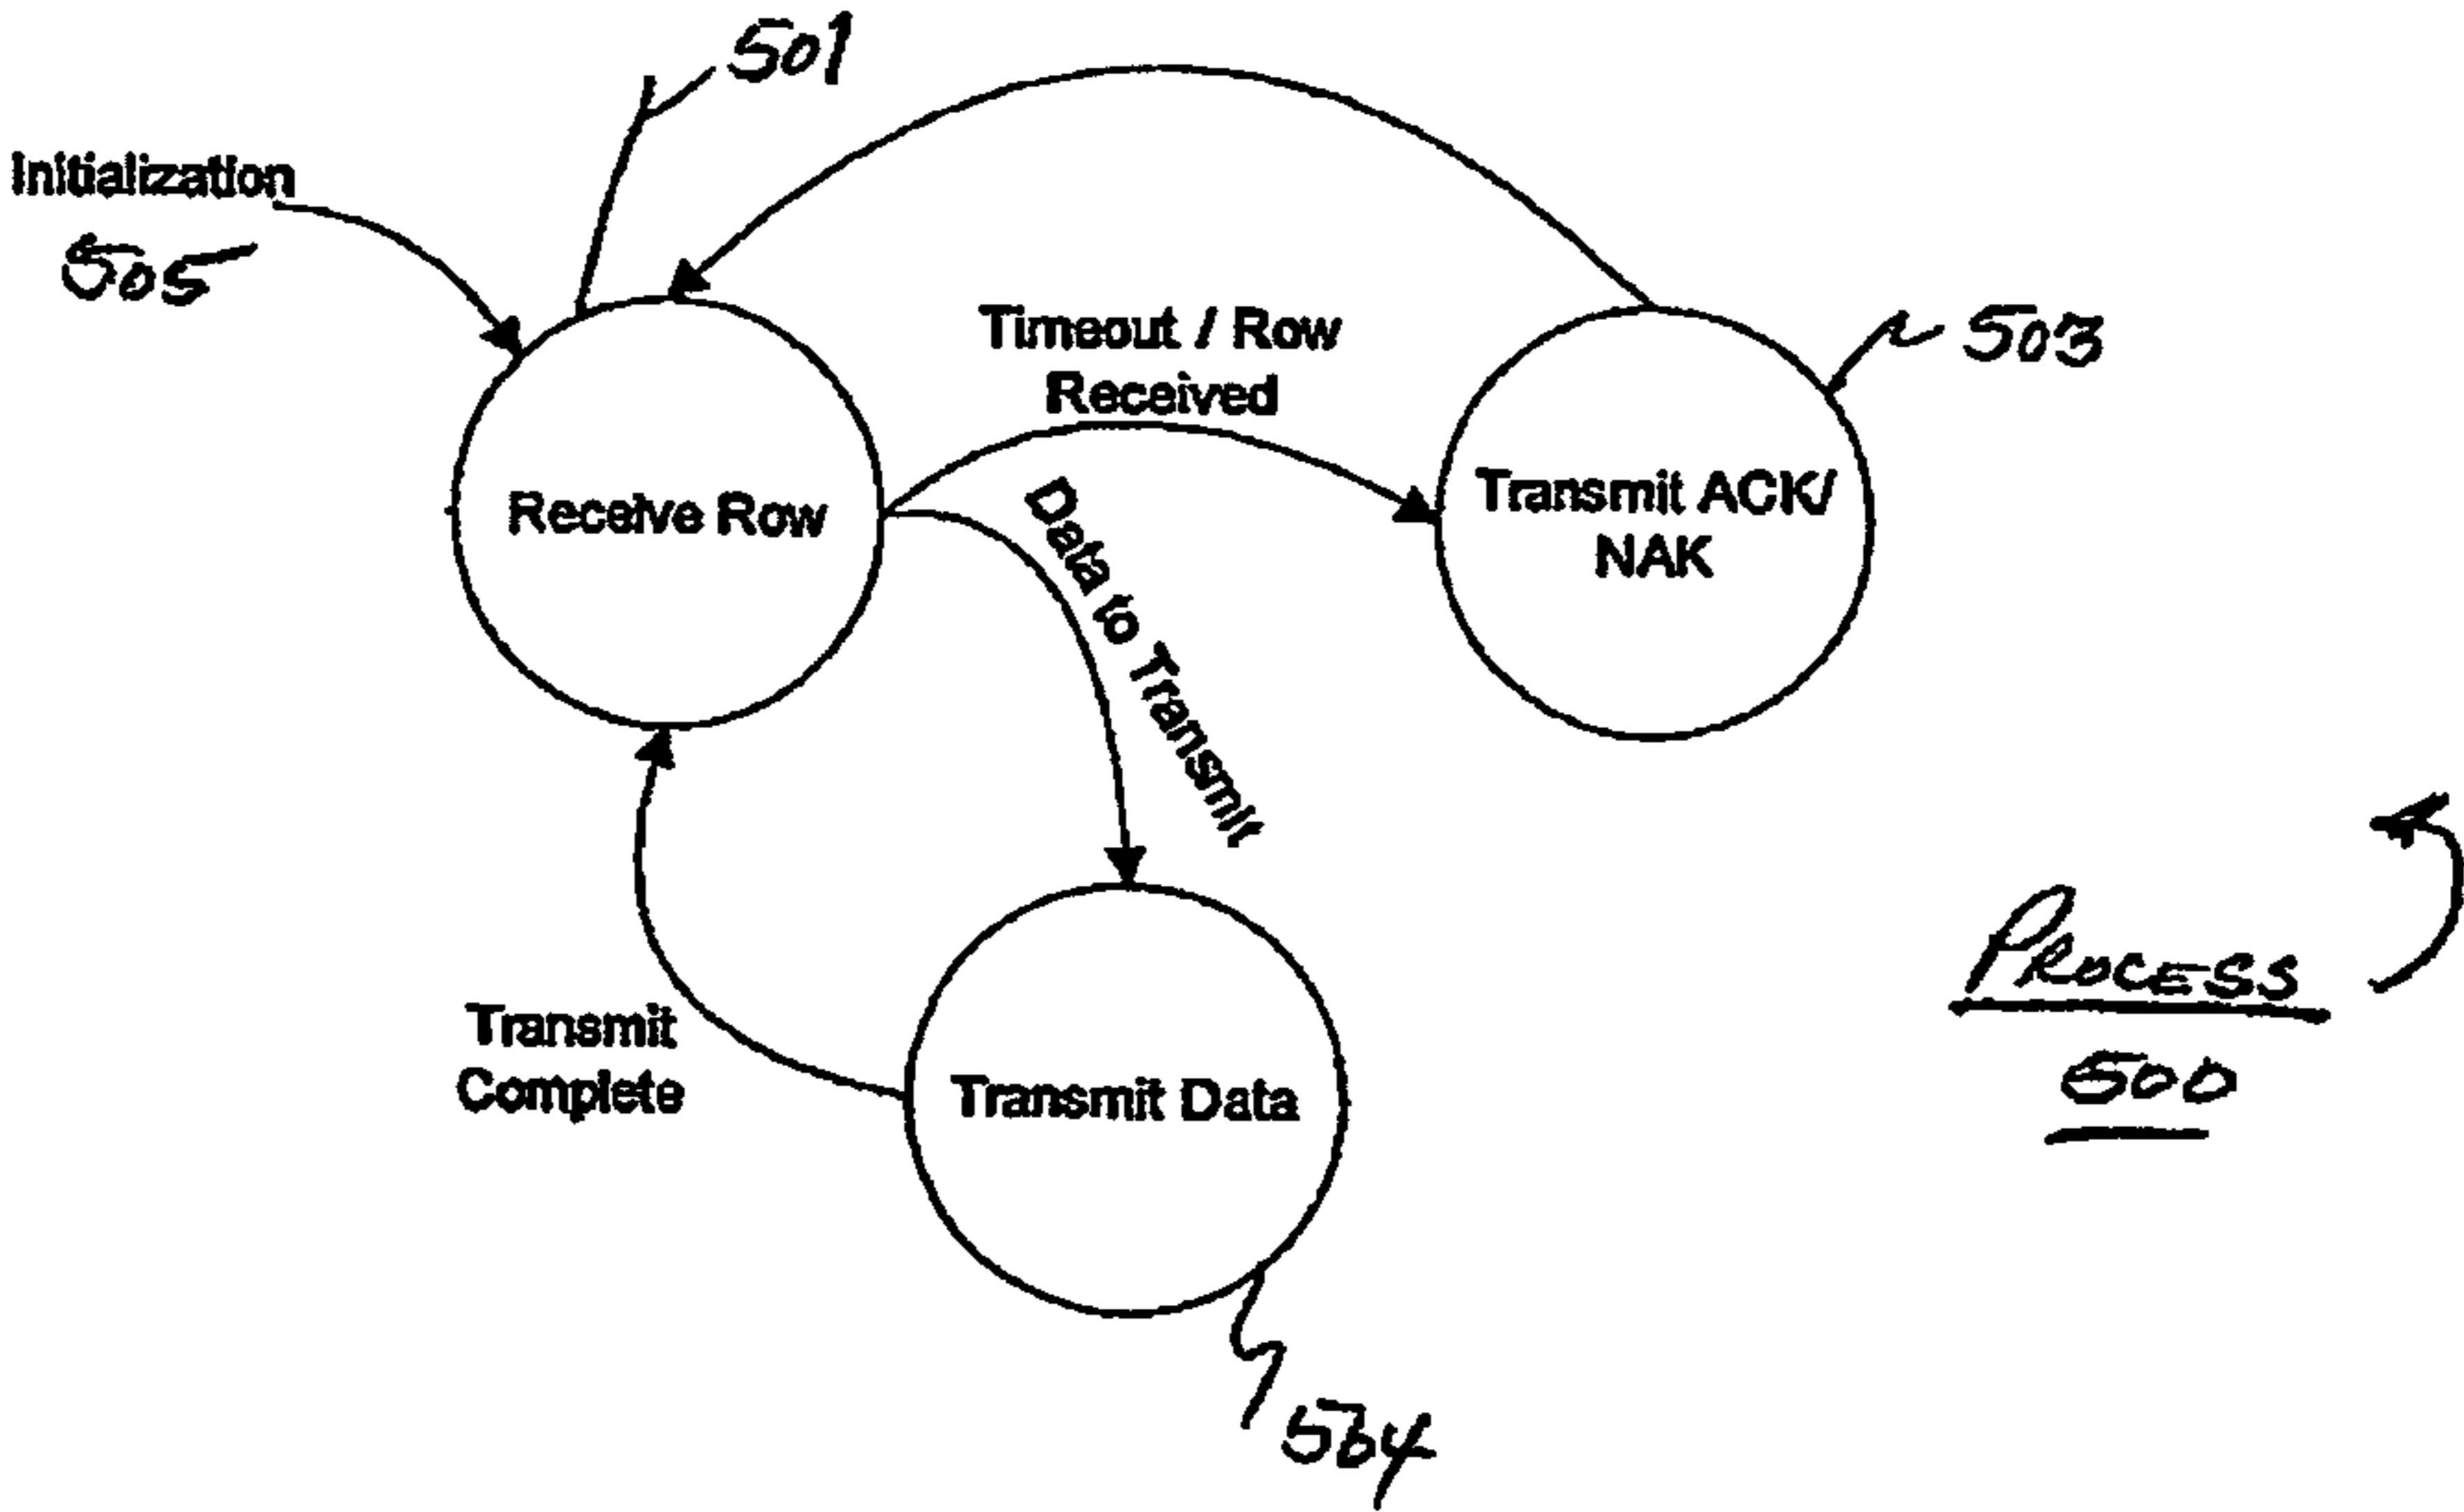 501
Initialization
505
Timeout / Row
Received
503
Receive Row
Data to Transmit
Transmit ACK/
NAK
Process
500
Transmit
Complete
Transmit Data
504